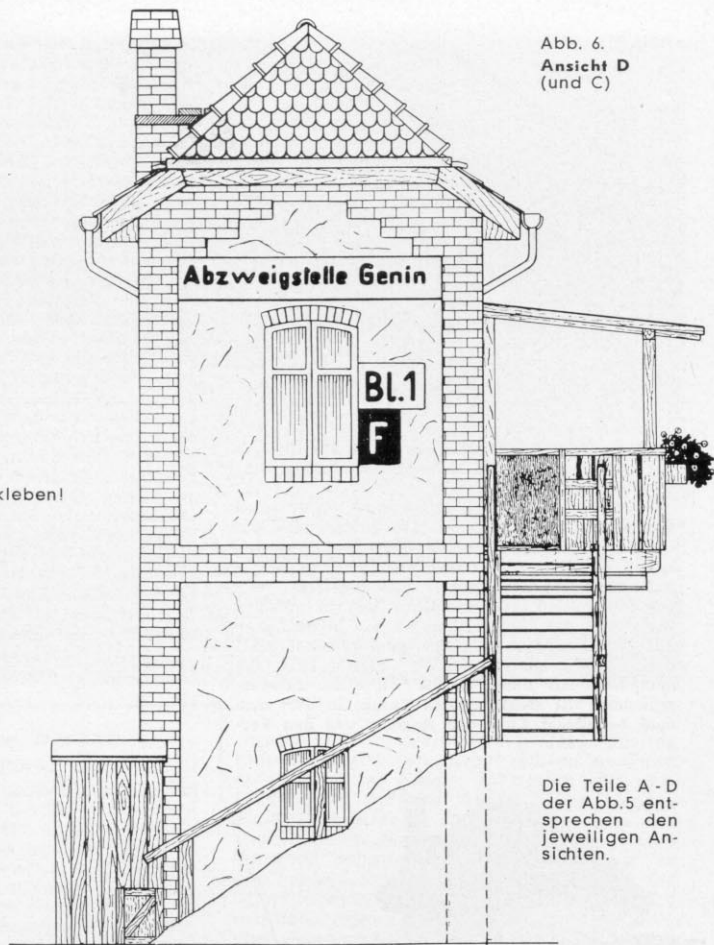 Abb. 6.
Ansicht D
(und C)
Abzweigstelle Genin
Bl.1
F
kleben!
Die Teile A - D
der Abb.5 ent-
sprechen den
jeweiligen An-
sichten.